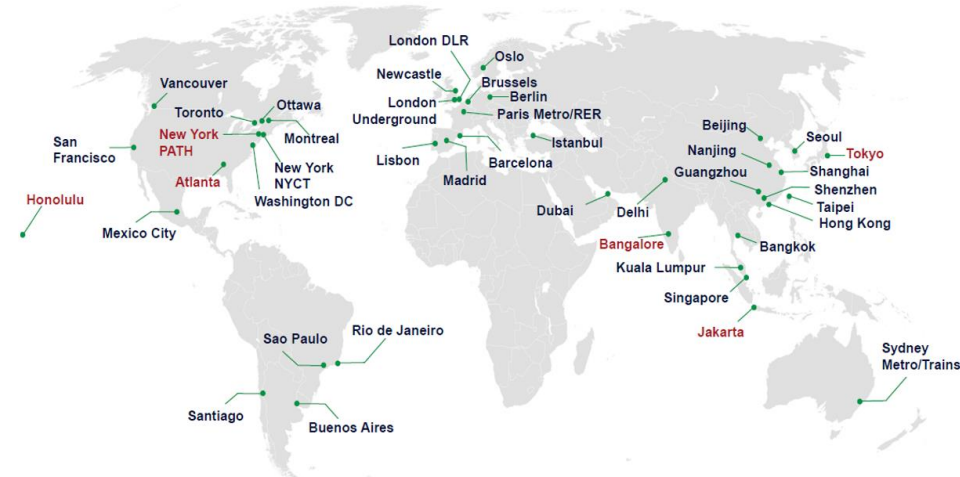 London DLR
Oslo
Newcastle
Brussels
Vancouver
Berlin
London
Underground
Ottawa
Toronto
Paris Metro/RER
Montreal
New York
PATH
San
Francisco
Istanbul
Beijing
Seoul
Nanjing
Tokyo
Lisbon
Barcelona
New York
NYCT
Madrid
Guangzhou
Shanghai
Atlanta
Washington DC
Shenzhen
Honolulu
Dubai
Delhi
Taipei
Hong Kong
Mexico City
Bangalore
Bangkok
Kuala Lumpur
Singapore
Jakarta
Rio de Janeiro
Sao Paulo
Sydney
Metro/Trains
Santiago
Buenos Aires